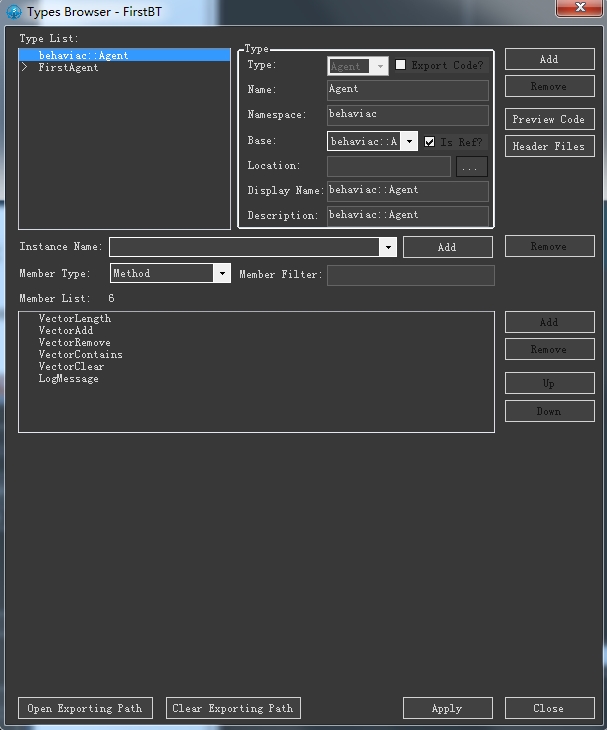 Types Browser - FirstBT
Type List:
behaviac::Agent
FirstAgent
Type
Type: Agent Export Code?
Name: Agent
Namespace: behaviac
Base: behaviac::A Is Ref?
Location: ...
Display Name: behaviac::Agent
Description: behaviac::Agent
Add
Remove
Preview Code
Header Files
Instance Name: Add Remove
Member Type: Method Member Filter:
Member List: 6
VectorLength
VectorAdd
VectorRemove
VectorContains
VectorClear
LogMessage
Add
Remove
Up
Down
Open Exporting Path Clear Exporting Path Apply Close